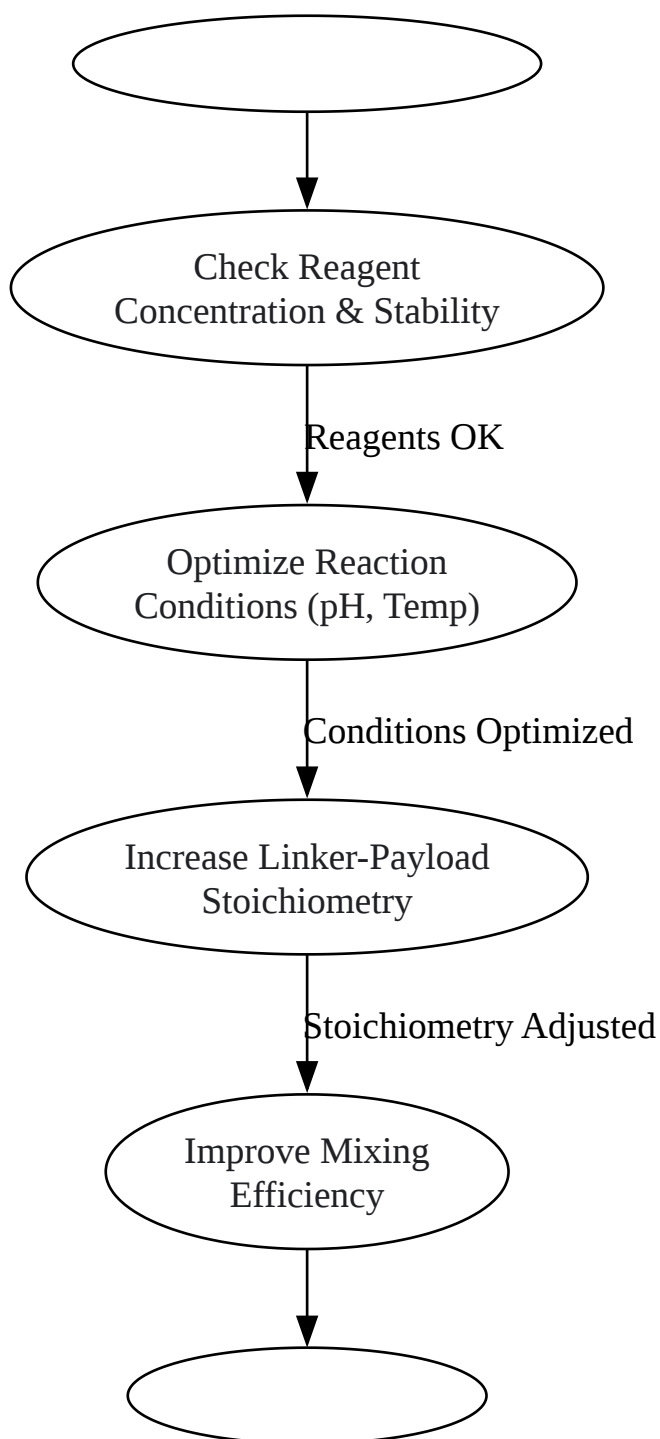 Check Reagent
Concentration & Stability
Reagents OK
Optimize Reaction
Conditions (pH, Temp)
Conditions Optimized
Increase Linker-Payload
Stoichiometry
Stoichiometry Adjusted
Improve Mixing
Efficiency